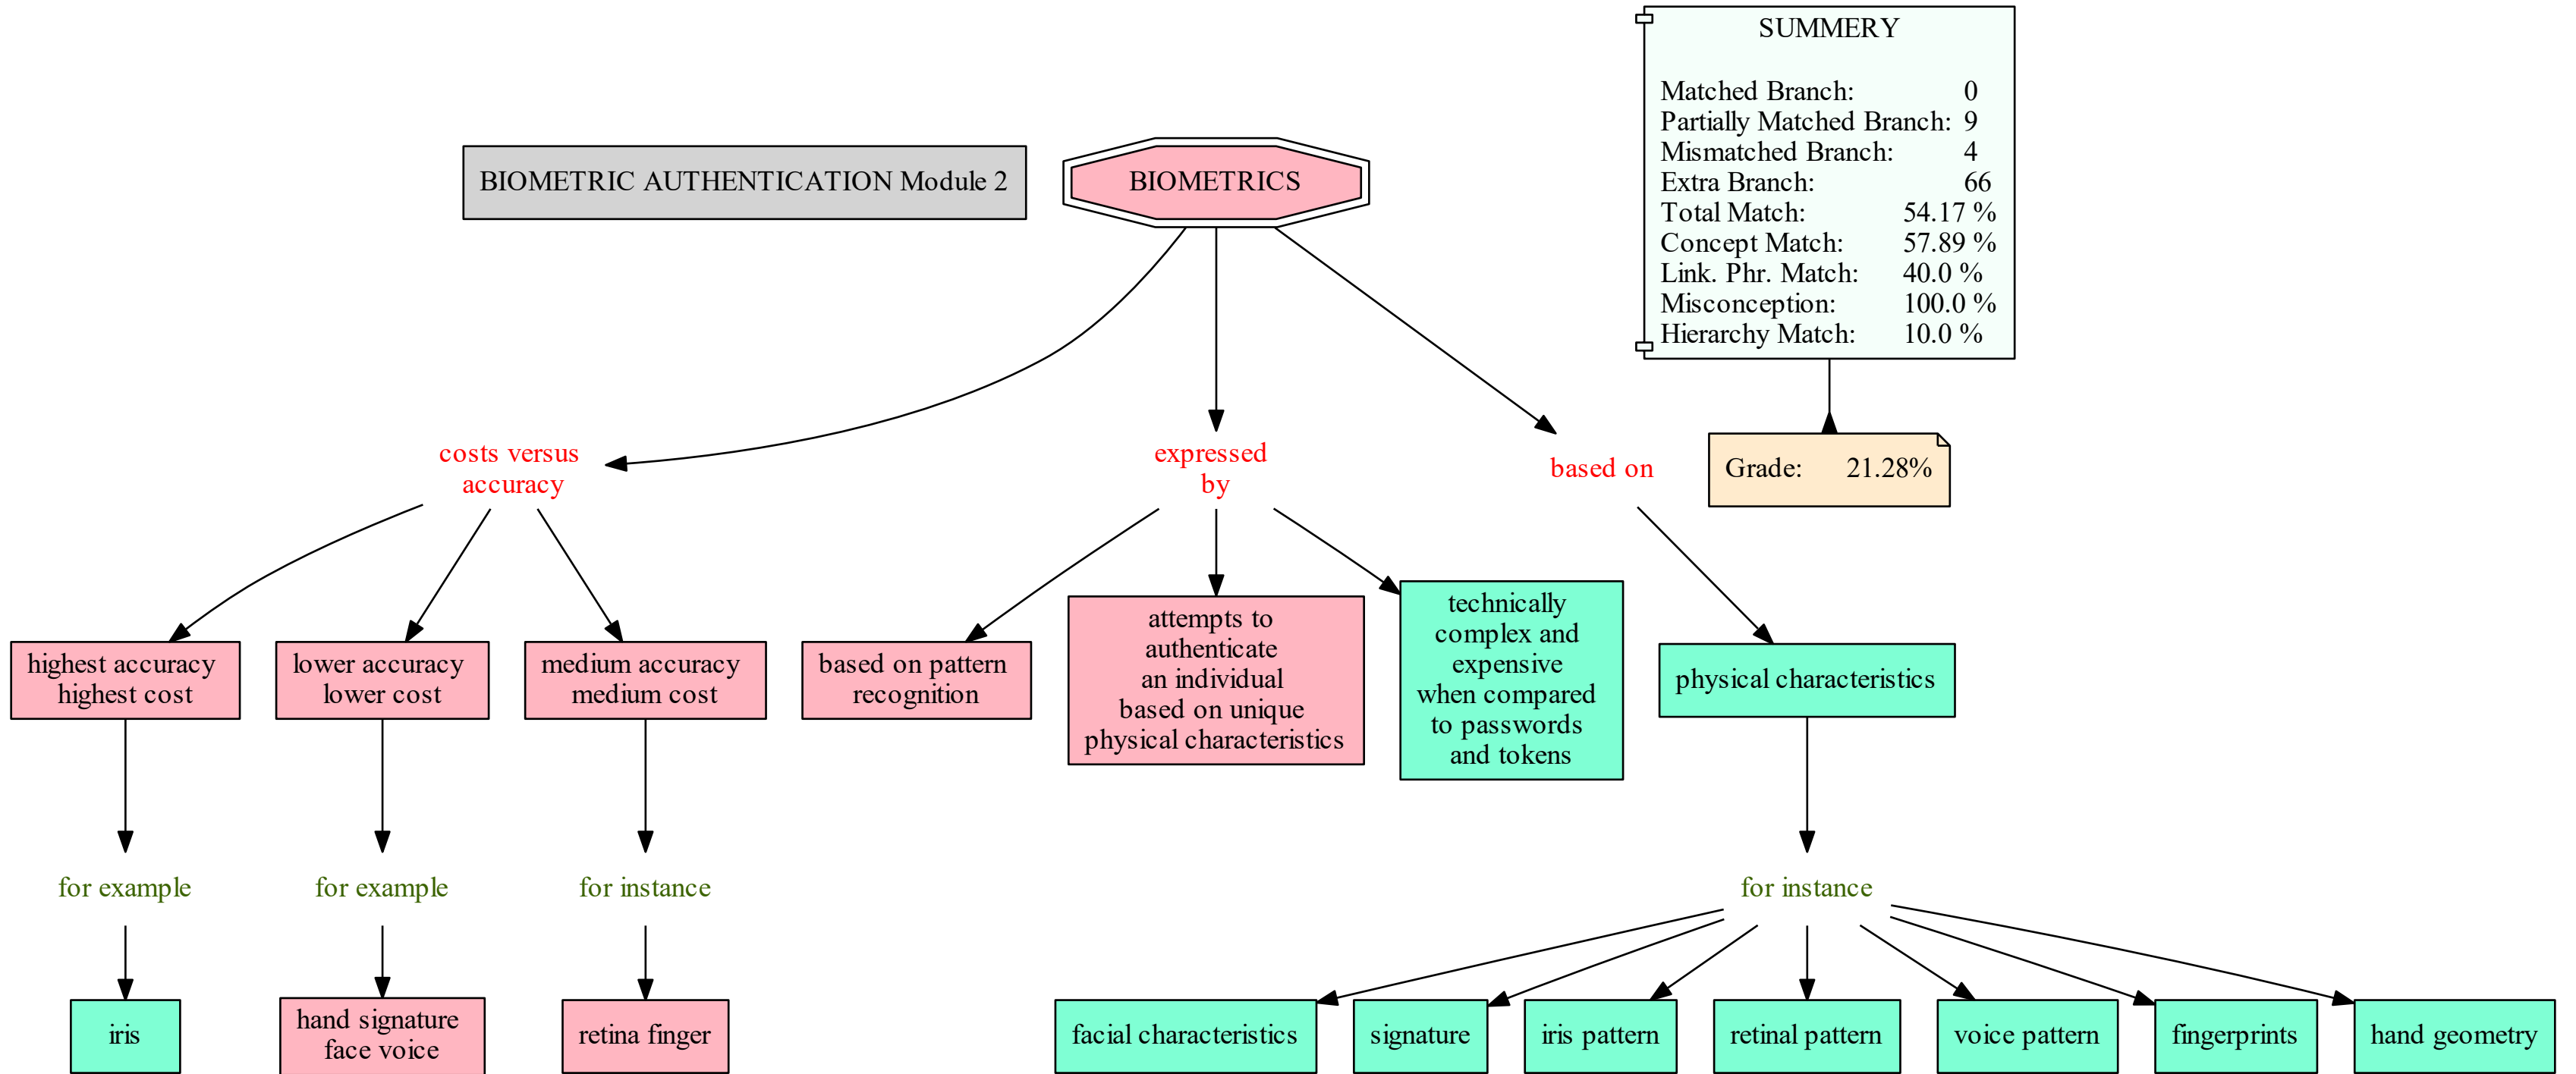 SUMMERY
Matched Branch: 0
Partially Matched Branch: 9
Mismatched Branch: 4
Extra Branch: 66
Total Match: 54.17 %
Concept Match: 57.89 %
Link. Phr. Match: 40.0 %
Misconception: 100.0 %
Hierarchy Match: 10.0 %
BIOMETRIC AUTHENTICATION Module 2
BIOMETRICS
costs versus
accuracy
expressed
by
based on
Grade: 21.28%
highest accuracy
highest cost
lower accuracy
lower cost
medium accuracy
medium cost
based on pattern
recognition
attempts to
authenticate
an individual
based on unique
physical characteristics
technically
complex and
expensive
when compared
to passwords
and tokens
physical characteristics
for example
for example
for instance
for instance
iris
hand signature
face voice
retina finger
facial characteristics
signature
iris pattern
retinal pattern
voice pattern
fingerprints
hand geometry